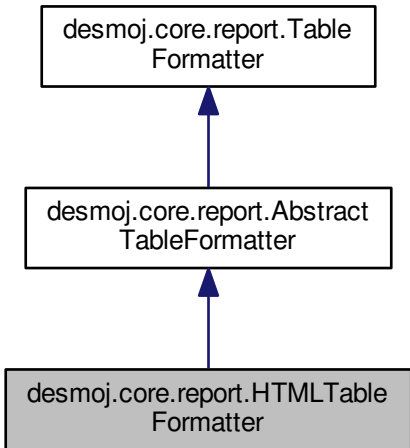 desmoj.core.report.Table
Formatter
desmoj.core.report.Abstract
TableFormatter
desmoj.core.report.HTMLTable
Formatter